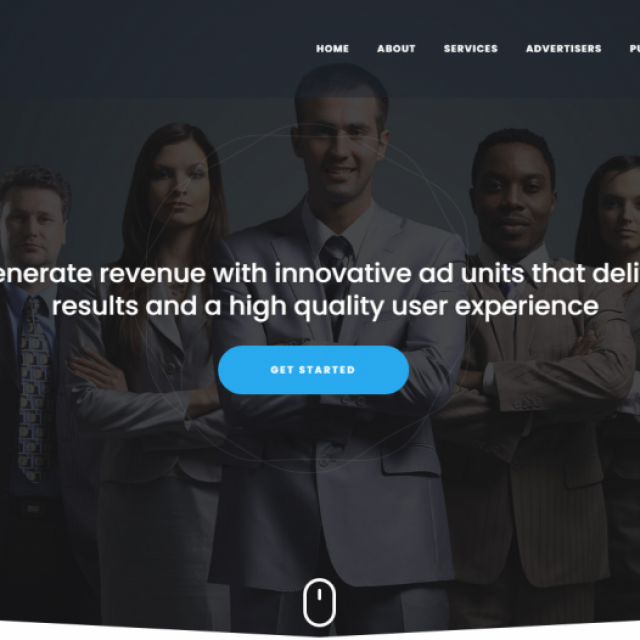 HOME ABOUT SERVICES ADVERTISERS PU
enerate revenue with innovative ad units that deli
results and a high quality user experience
GET STARTED